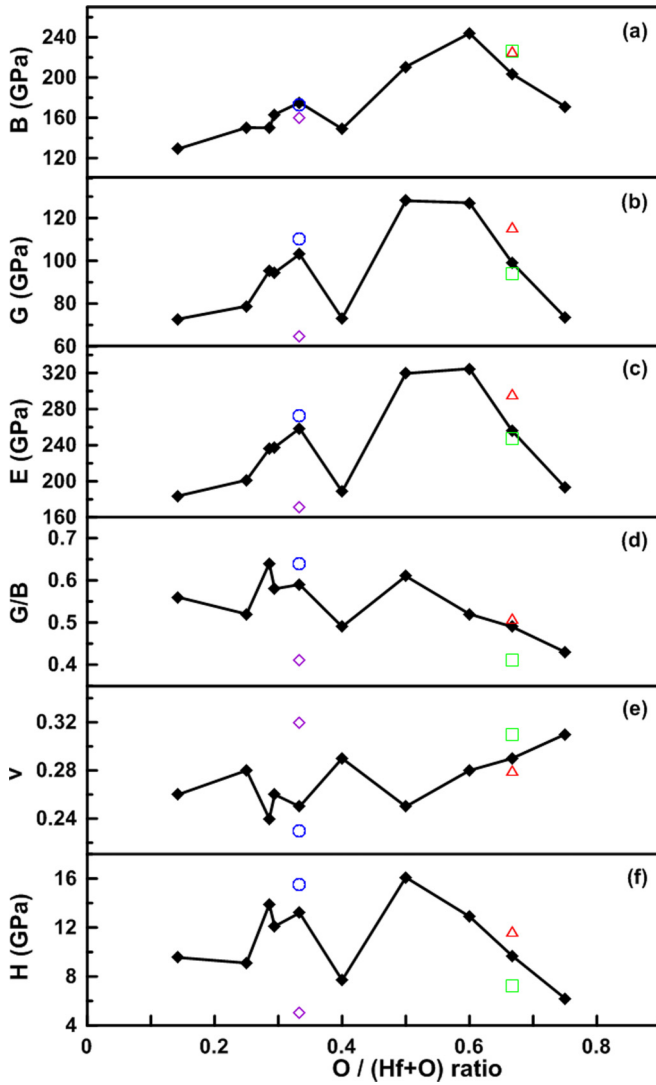 (a)
B (GPa)
240
200
160
120
(b)
G (GPa)
120
100
80
60
(c)
E (GPa)
320
280
240
200
160
(d)
G/B
0.7
0.6
0.5
0.4
(e)
ν
0.32
0.28
0.24
(f)
H (GPa)
16
12
8
4
0 0.2 0.4 0.6 0.8
O / (Hf+O) ratio